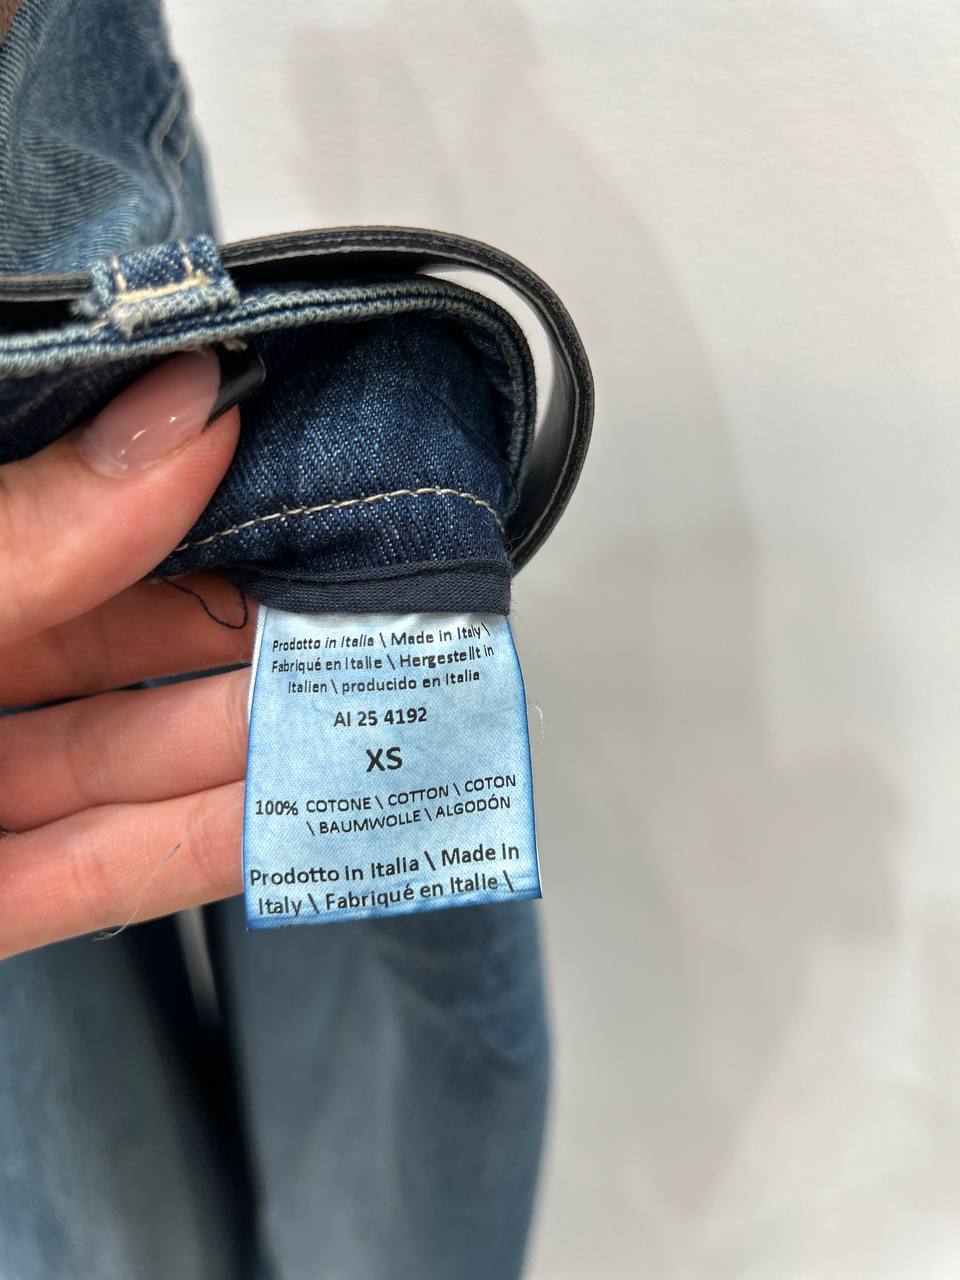 Prodotto in Italia \ Made in Italy \
Fabriqué en Italie \ Hergestellt in
Italien \ producido en Italia
AI 25 4192
XS
100% COTONE \ COTTON \ COTON
\ BAUMWOLLE \ ALGODÓN
Prodotto in Italia \ Made in
Italy \ Fabriqué en Italie \